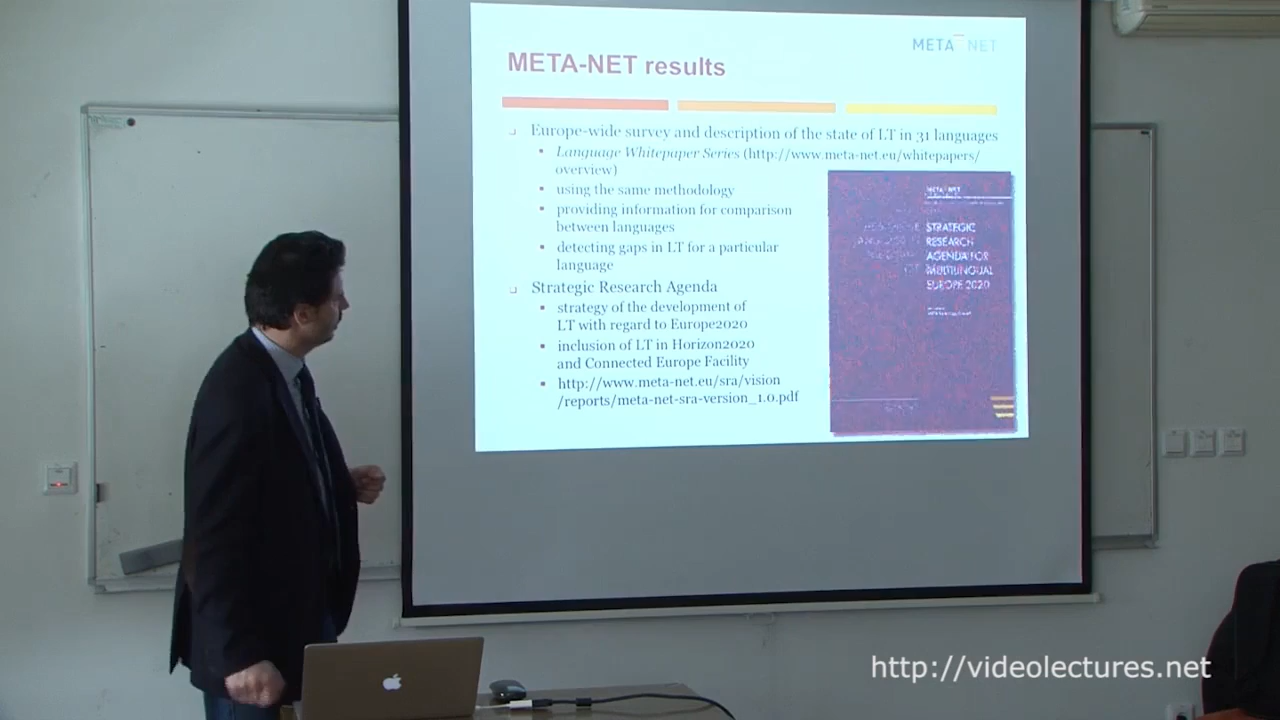 META NET
META-NET results
Europe-wide survey and description of the state of LT in 31 languages
Language Whitepaper Series (http://www.meta-net.eu/whitepapers/
overview)
using the same methodology
providing information for comparison
between languages
detecting gaps in LT for a particular
language
Strategic Research Agenda
strategy of the development of
LT with regard to Europe2020
inclusion of LT in Horizon2020
and Connected Europe Facility
http://www.meta-net.eu/sra/vision
/reports/meta-net-sra-version_1.0.pdf
META NET
STRATEGIC
RESEARCH
AGENDA FOR
MULTILINGUAL
EUROPE 2020
http://videolectures.net